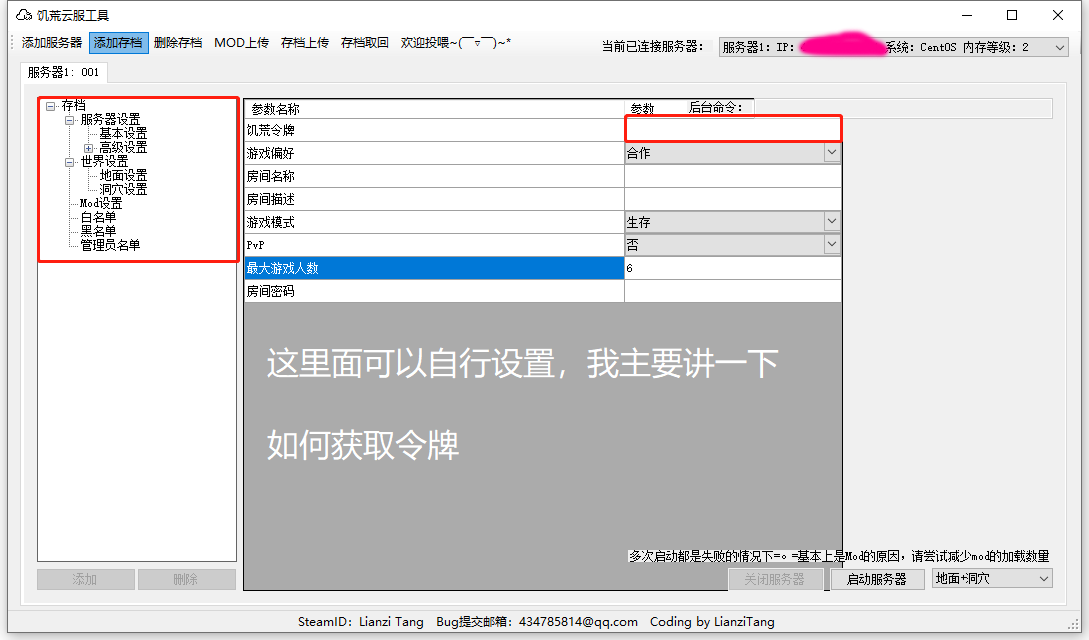 饥荒云服工具
添加服务器 添加存档 删除存档 MOD上传 存档上传 存档取回 欢迎投喂~(￣▽￣)~* 当前已连接服务器： 服务器1：IP： 系统：CentOS 内存等级：2
服务器1：001
存档
服务器设置
基本设置
高级设置
世界设置
地面设置
洞穴设置
Mod设置
白名单
黑名单
管理员名单
参数名称 参数 后台命令：
饥荒令牌
游戏偏好 合作
房间名称
房间描述
游戏模式 生存
PvP 否
最大游戏人数 6
房间密码
这里面可以自行设置，我主要讲一下
如何获取令牌
多次启动都是失败的情况下=。=基本上是Mod的原因，请尝试减少mod的加载数量
添加 删除 关闭服务器 启动服务器 地面+洞穴
SteamID：Lianzi Tang Bug提交邮箱：434785814@qq.com Coding by LianziTang